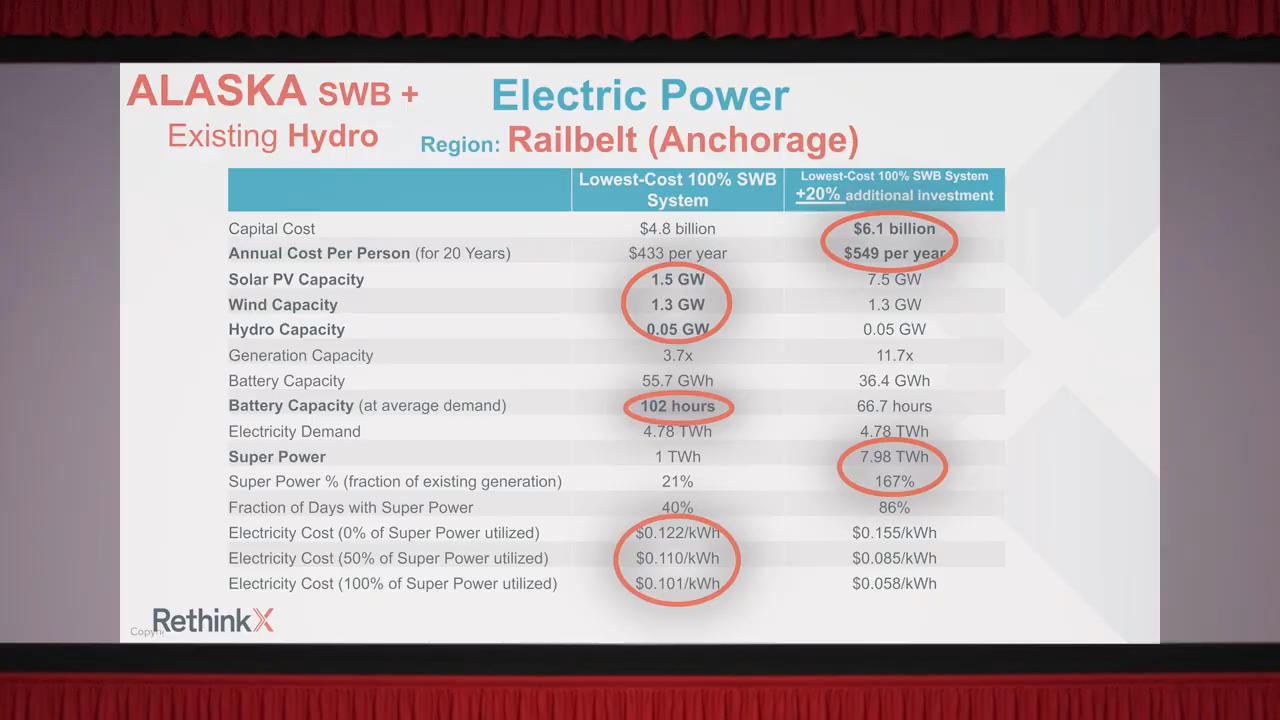 ALASKA SWB +
Existing Hydro
Electric Power
Region: Railbelt (Anchorage)
Lowest-Cost 100% SWB System
Lowest-Cost 100% SWB System +20% additional investment
Capital Cost $4.8 billion $6.1 billion
Annual Cost Per Person (for 20 Years) $433 per year $549 per year
Solar PV Capacity 1.5 GW 7.5 GW
Wind Capacity 1.3 GW 1.3 GW
Hydro Capacity 0.05 GW 0.05 GW
Generation Capacity 3.7x 11.7x
Battery Capacity 55.7 GWh 36.4 GWh
Battery Capacity (at average demand) 102 hours 66.7 hours
Electricity Demand 4.78 TWh 4.78 TWh
Super Power 1 TWh 7.98 TWh
Super Power % (fraction of existing generation) 21% 167%
Fraction of Days with Super Power 40% 86%
Electricity Cost (0% of Super Power utilized) $0.122/kWh $0.155/kWh
Electricity Cost (50% of Super Power utilized) $0.110/kWh $0.085/kWh
Electricity Cost (100% of Super Power utilized) $0.101/kWh $0.058/kWh
RethinkX